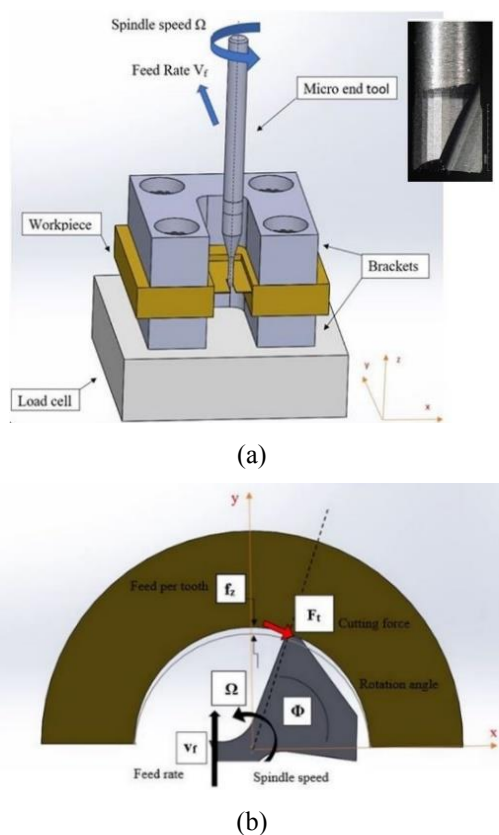 Spindle speed Ω
Feed Rate Vf
Micro end tool
Workpiece
Brackets
Load cell
z
y
x
(a)
y
Feed per tooth
fz
Ft
Cutting force
Rotation angle
Ω
Φ
vf
x
Feed rate
Spindle speed
(b)